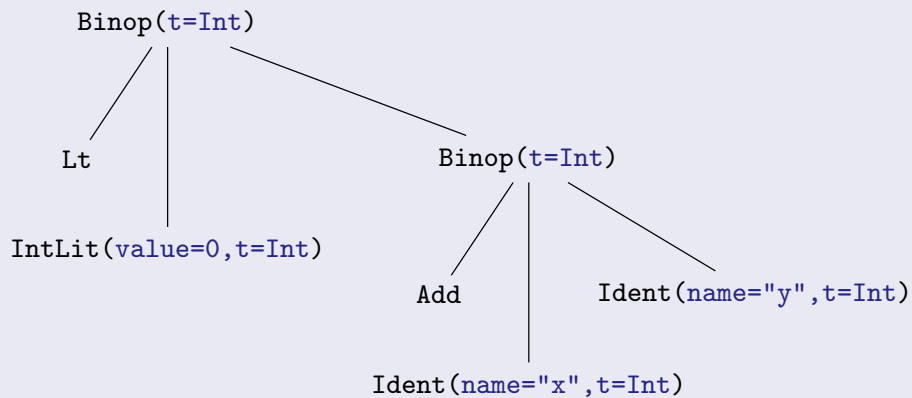 Binop(t=Int)
Lt
Binop(t=Int)
IntLit(value=0,t=Int)
Add
Ident(name="y",t=Int)
Ident(name="x",t=Int)